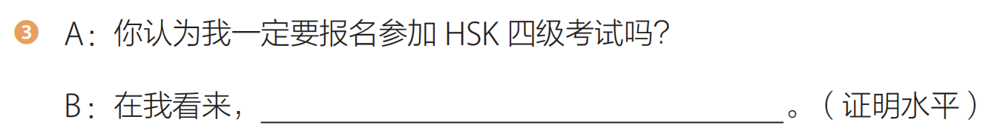 3 A：你认为我一定要报名参加 HSK 四级考试吗？
B：在我看来，____________________。（证明水平）